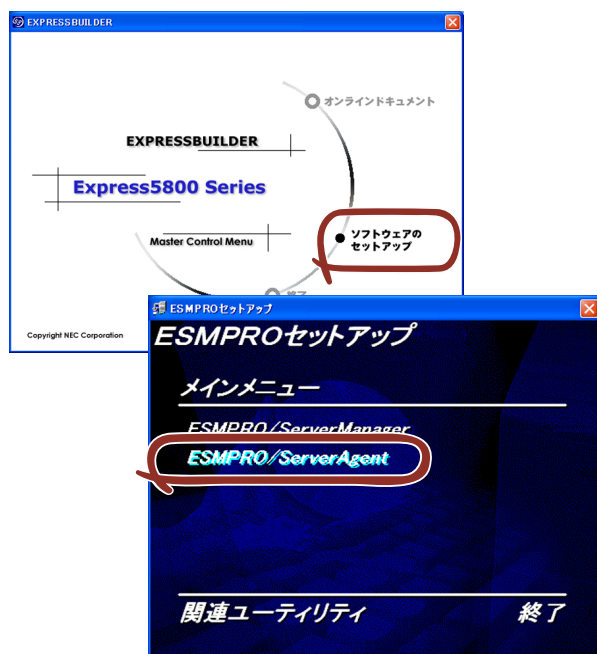 EXPRESSBUILDER
オンラインドキュメント
EXPRESSBUILDER
Express5800 Series
ソフトウェアの
セットアップ
Master Control Menu
終了
Copyright NEC Corporation
ESMPROセットアップ
ESMPROセットアップ
メインメニュー
ESMPRO/ServerManager
ESMPRO/ServerAgent
関連ユーティリティ
終了